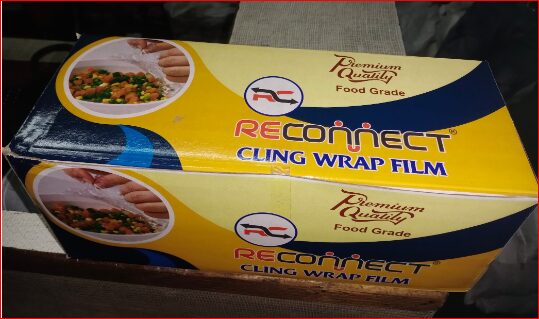 Premium
Quality
Food Grade
RC
RECONNECT®
CLING WRAP FILM
Premium
Quality
Food Grade
RC
RECONNECT®
CLING WRAP FILM